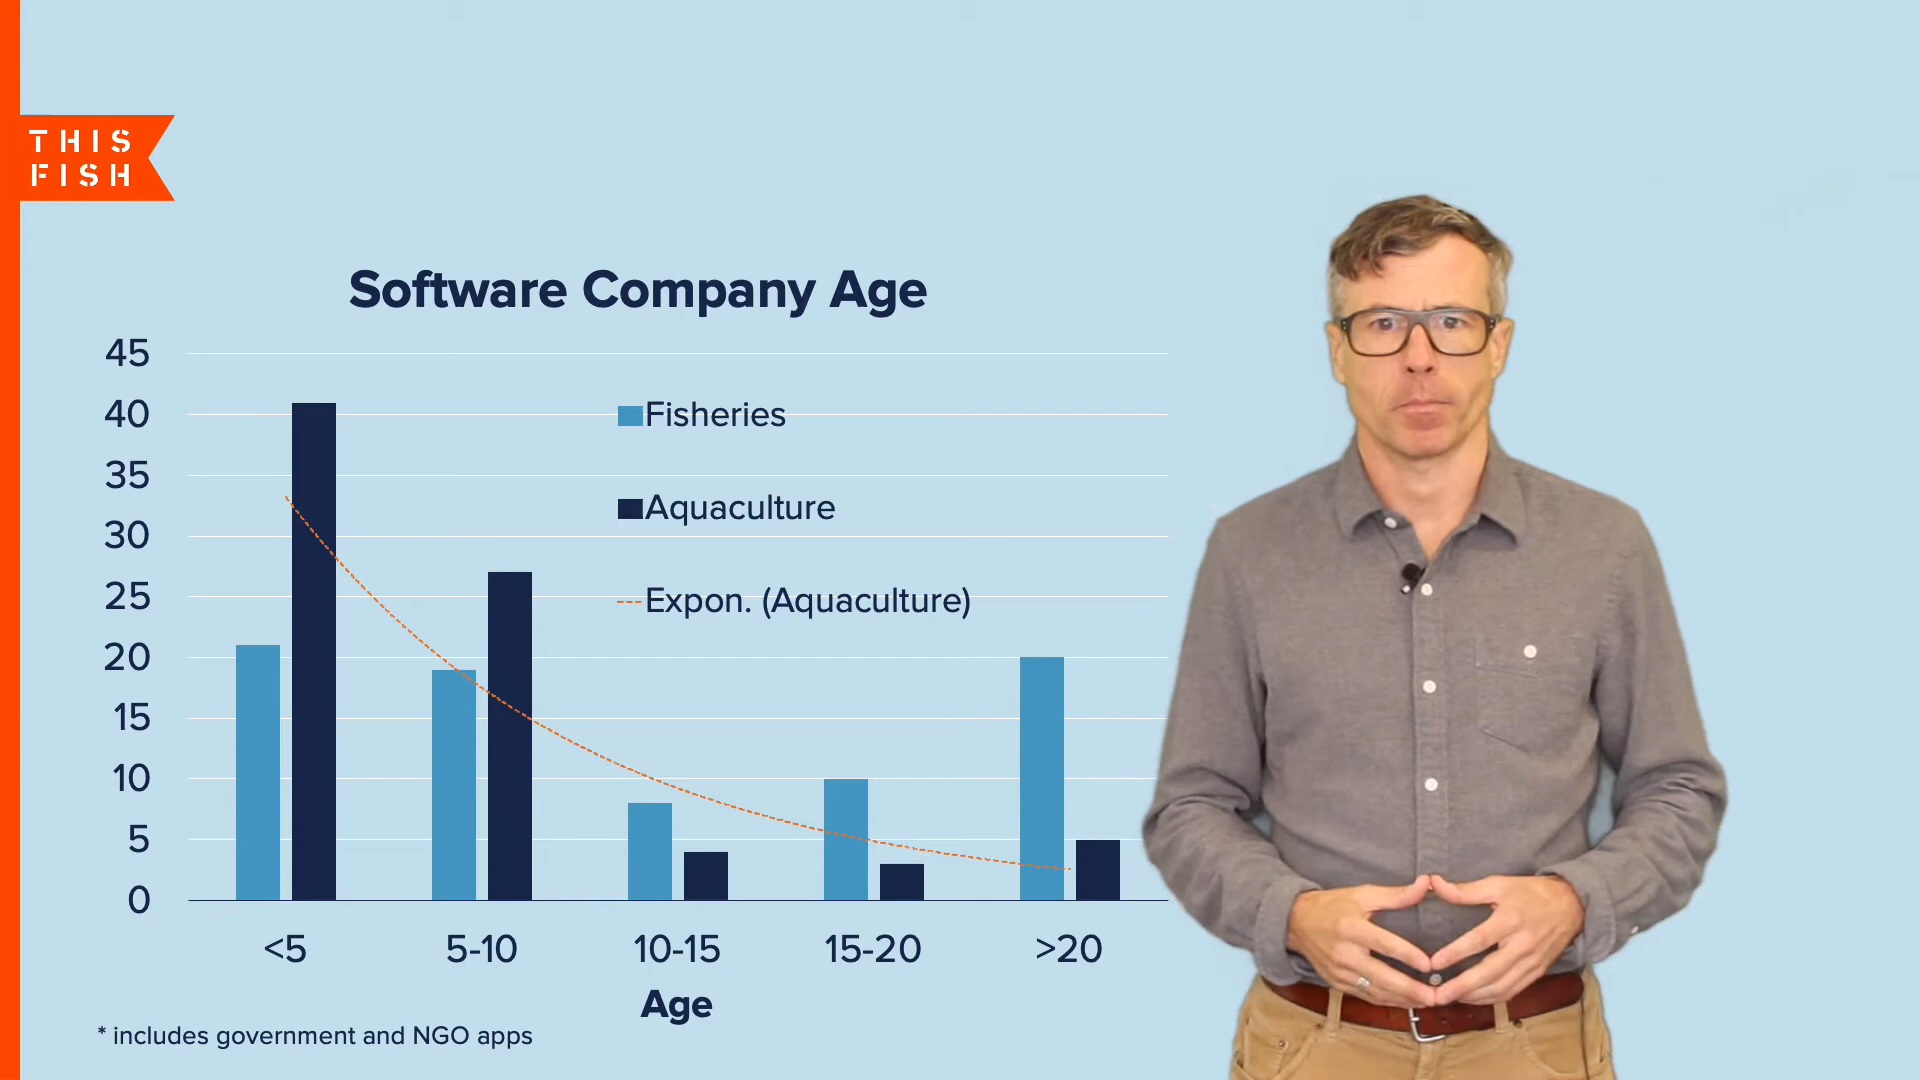 THIS
FISH
Software Company Age
45
40
35
30
25
20
15
10
5
0
Fisheries
Aquaculture
Expon. (Aquaculture)
<5 5-10 10-15 15-20 >20
Age
* includes government and NGO apps